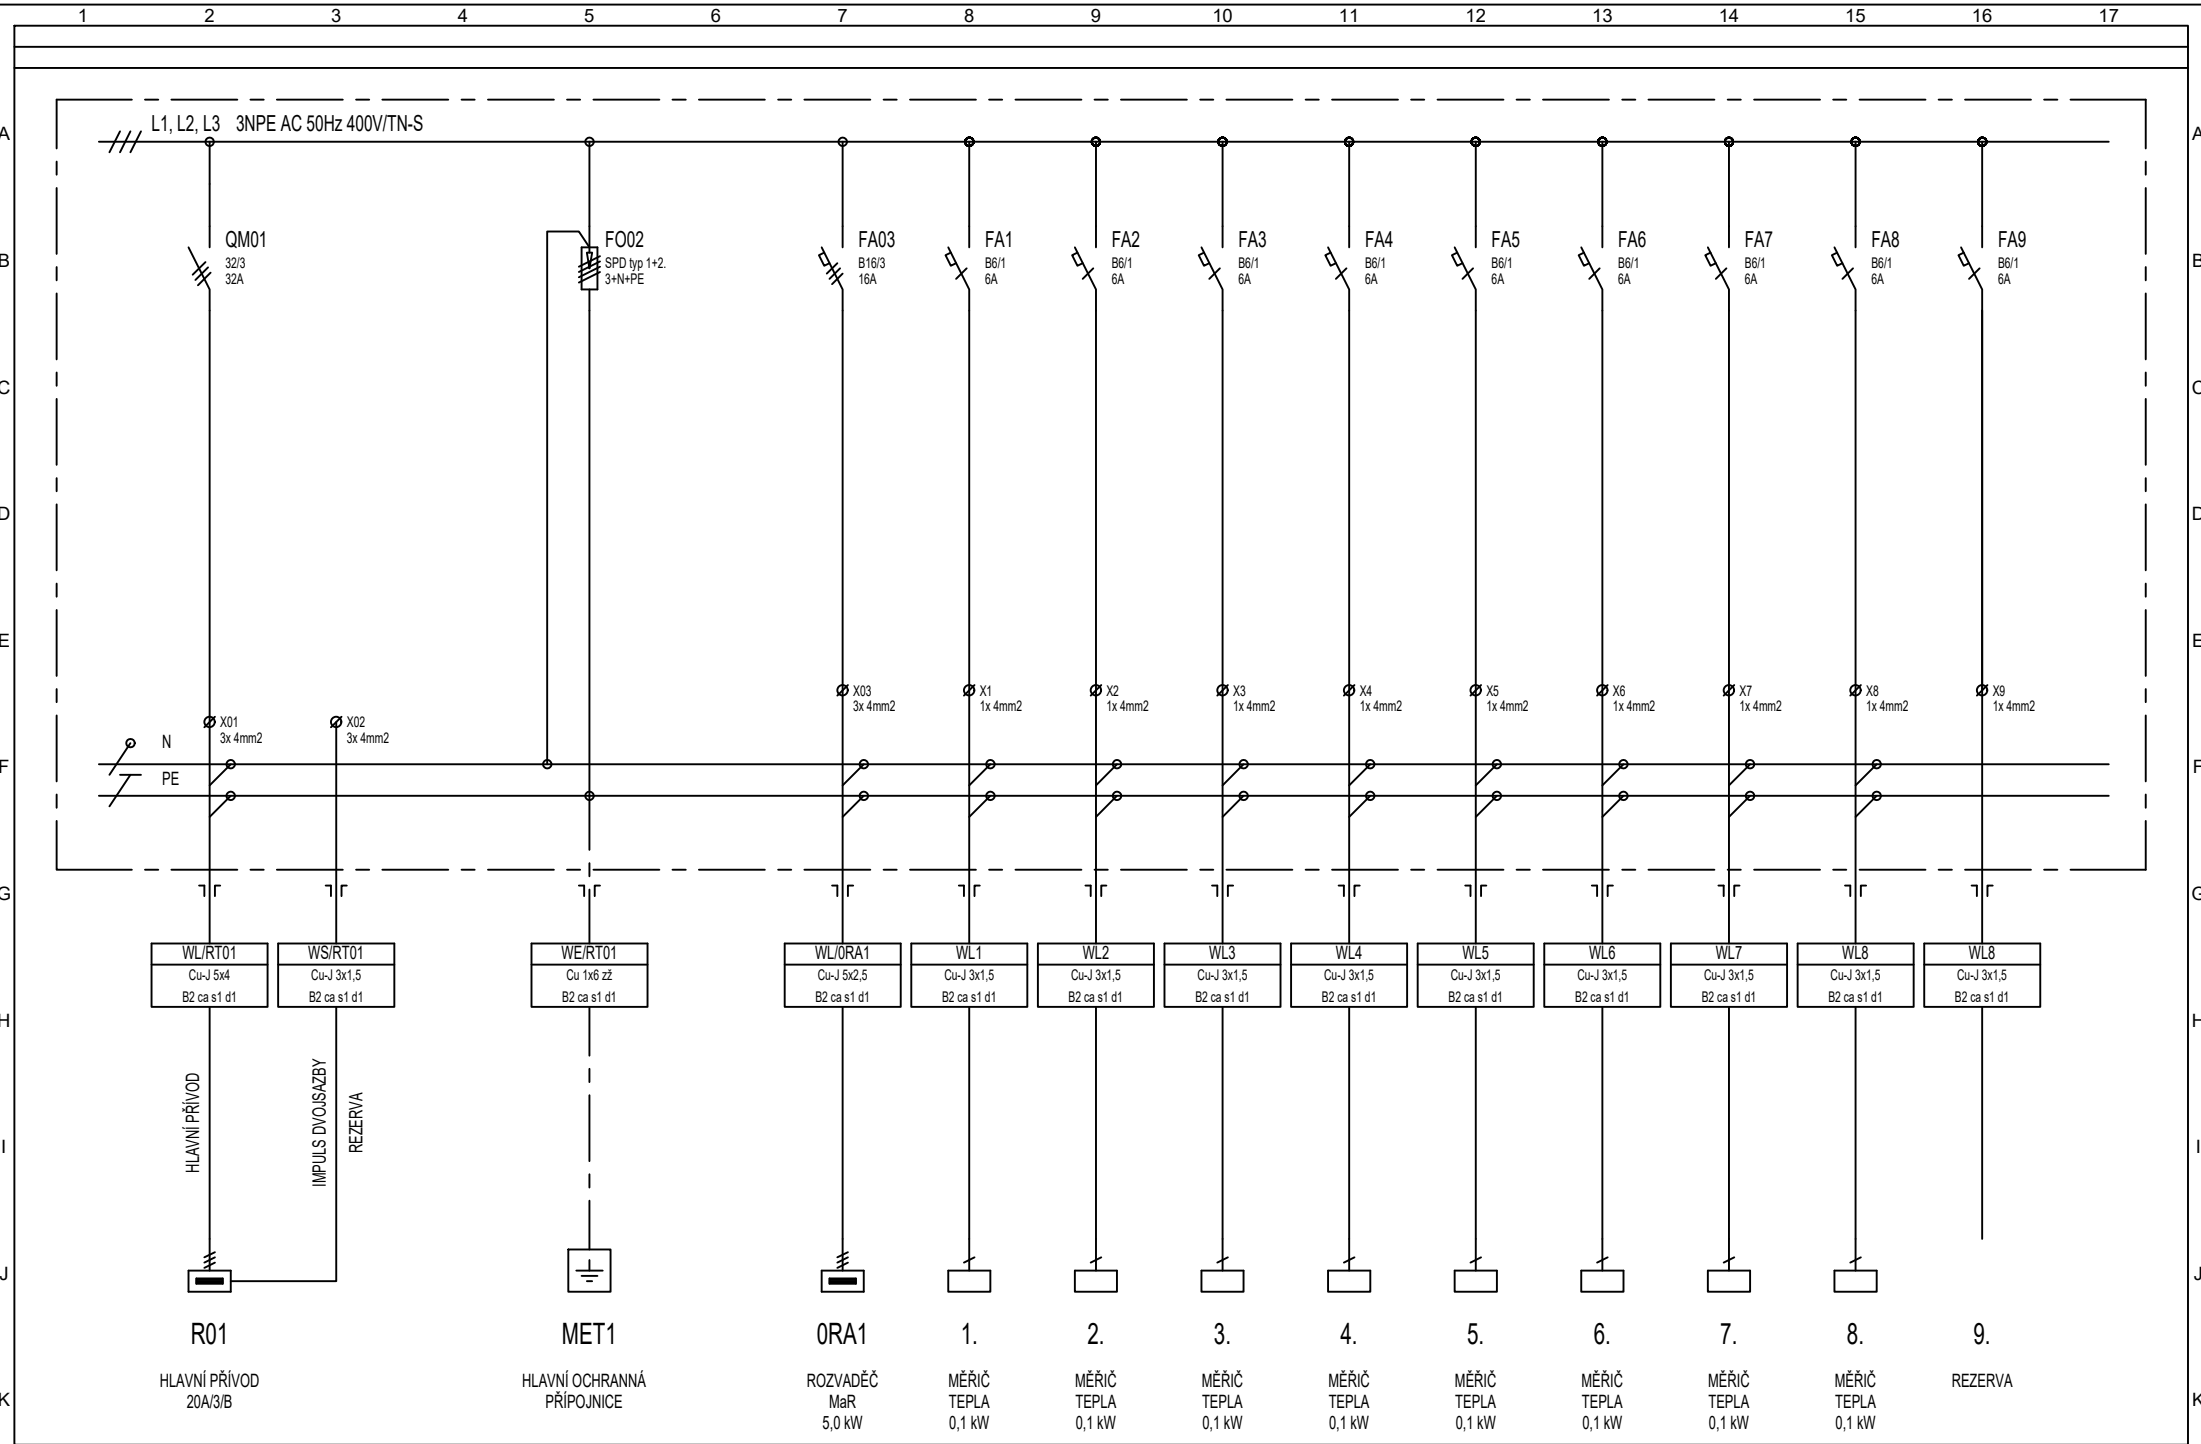 1 2 3 4 5 6 7 8 9 10 11 12 13 14 15 16 17
A L1, L2, L3 3NPE AC 50Hz 400V/TN-S A
B B
QM01
32/3
32A
FO02
SPD typ 1+2.
3+N+PE
FA03
B16/3
16A
FA1
B6/1
6A
FA2
B6/1
6A
FA3
B6/1
6A
FA4
B6/1
6A
FA5
B6/1
6A
FA6
B6/1
6A
FA7
B6/1
6A
FA8
B6/1
6A
FA9
B6/1
6A
C C
D D
E E
X01
3x 4mm2
X02
3x 4mm2
X03
3x 4mm2
X1
1x 4mm2
X2
1x 4mm2
X3
1x 4mm2
X4
1x 4mm2
X5
1x 4mm2
X6
1x 4mm2
X7
1x 4mm2
X8
1x 4mm2
X9
1x 4mm2
N
F F
PE
G G
WL/RT01
Cu-J 5x4
B2 ca s1 d1
WS/RT01
Cu-J 3x1,5
B2 ca s1 d1
WE/RT01
Cu 1x6 zž
B2 ca s1 d1
WL/0RA1
Cu-J 5x2,5
B2 ca s1 d1
WL1
Cu-J 3x1,5
B2 ca s1 d1
WL2
Cu-J 3x1,5
B2 ca s1 d1
WL3
Cu-J 3x1,5
B2 ca s1 d1
WL4
Cu-J 3x1,5
B2 ca s1 d1
WL5
Cu-J 3x1,5
B2 ca s1 d1
WL6
Cu-J 3x1,5
B2 ca s1 d1
WL7
Cu-J 3x1,5
B2 ca s1 d1
WL8
Cu-J 3x1,5
B2 ca s1 d1
WL8
Cu-J 3x1,5
B2 ca s1 d1
H H
HLAVNÍ PŘÍVOD
IMPULS DVOJSAZBY
REZERVA
I I
J J
R01
HLAVNÍ PŘÍVOD
20A/3/B
MET1
HLAVNÍ OCHRANNÁ
PŘÍPOJNICE
0RA1
ROZVADĚČ
MaR
5,0 kW
1.
MĚŘIČ
TEPLA
0,1 kW
2.
MĚŘIČ
TEPLA
0,1 kW
3.
MĚŘIČ
TEPLA
0,1 kW
4.
MĚŘIČ
TEPLA
0,1 kW
5.
MĚŘIČ
TEPLA
0,1 kW
6.
MĚŘIČ
TEPLA
0,1 kW
7.
MĚŘIČ
TEPLA
0,1 kW
8.
MĚŘIČ
TEPLA
0,1 kW
9.
REZERVA
K K